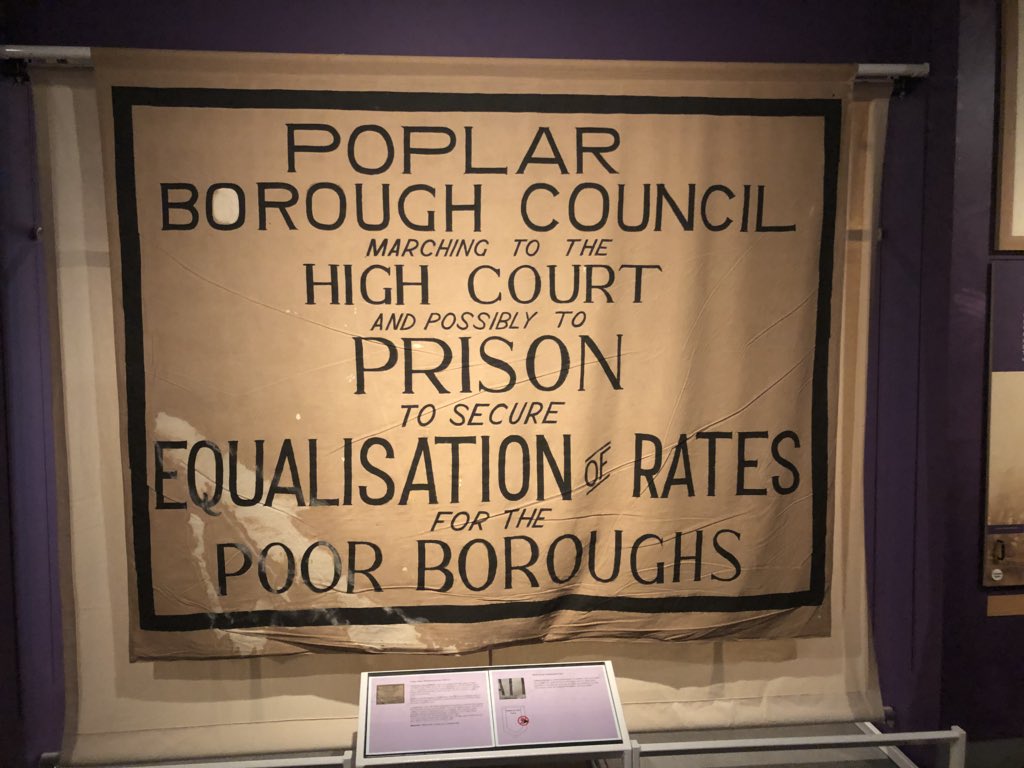 POPLAR
BOROUGH COUNCIL
MARCHING TO THE
HIGH COURT
AND POSSIBLY TO
PRISON
TO SECURE
EQUALISATION OF RATES
FOR THE
POOR BOROUGHS